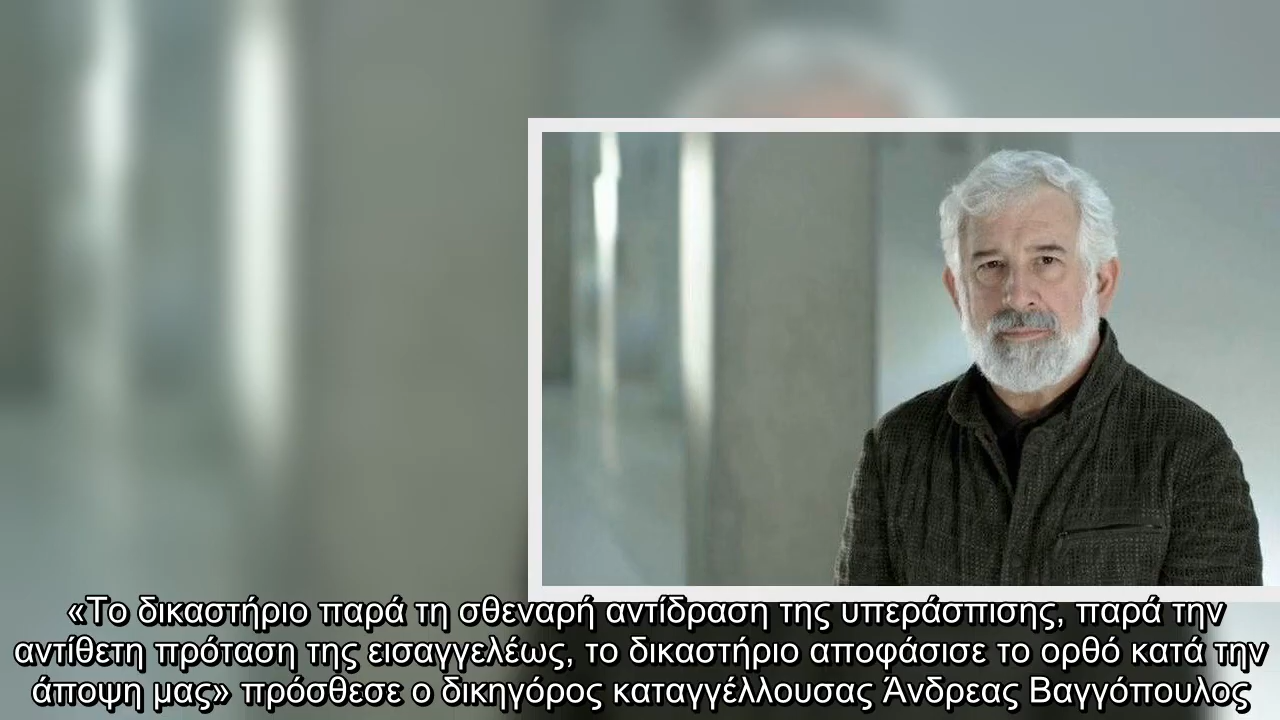 «Το δικαστήριο παρά τη σθεναρή αντίδραση της υπεράσπισης, παρά την
αντίθετη πρόταση της εισαγγελέως, το δικαστήριο αποφάσισε το ορθό κατά την
άποψη μας» πρόσθεσε ο δικηγόρος καταγγέλλουσας Άνδρεας Βαγγόπουλος